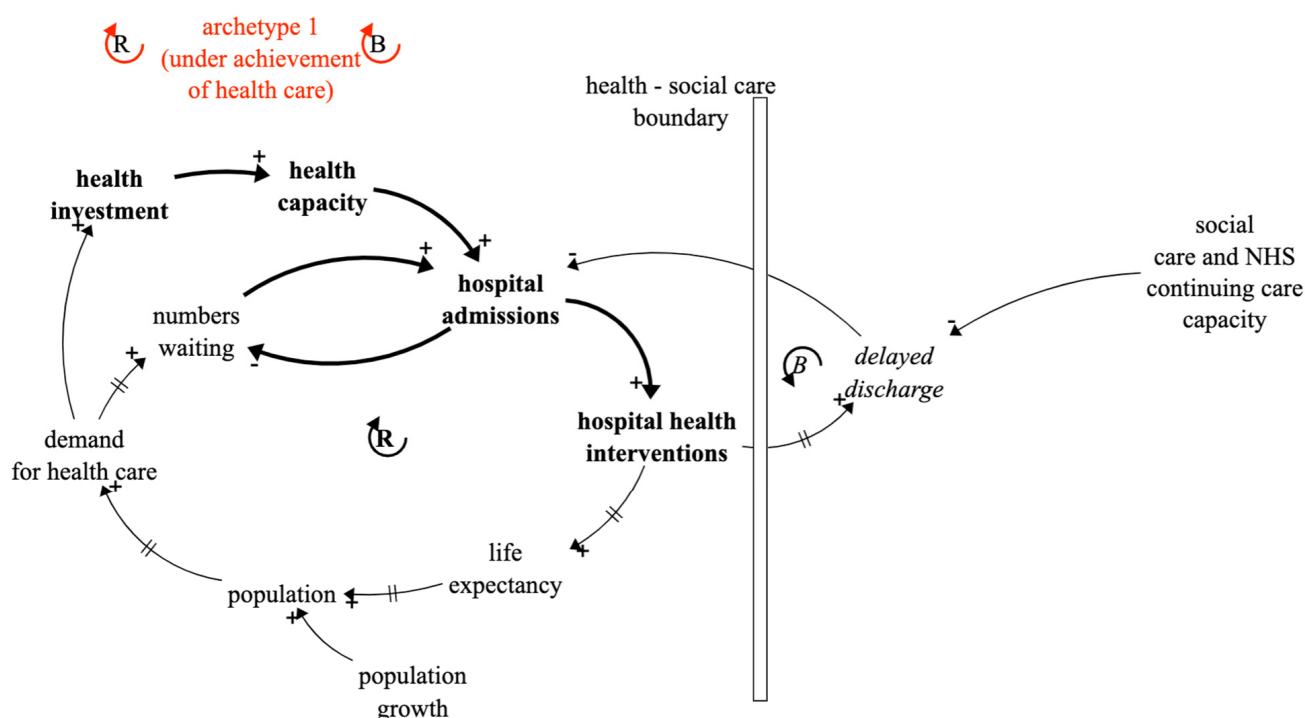 archetype 1
(under achievement
of health care)
R
B
health - social care
boundary
health
investment
+
+
health
capacity
+
numbers
waiting
+
+
-
hospital
admissions
-
social
care and NHS
continuing care
capacity
-
delayed
discharge
+
B
R
+
hospital health
interventions
demand
for health care
+
life
expectancy
+
population
+
+
population
growth